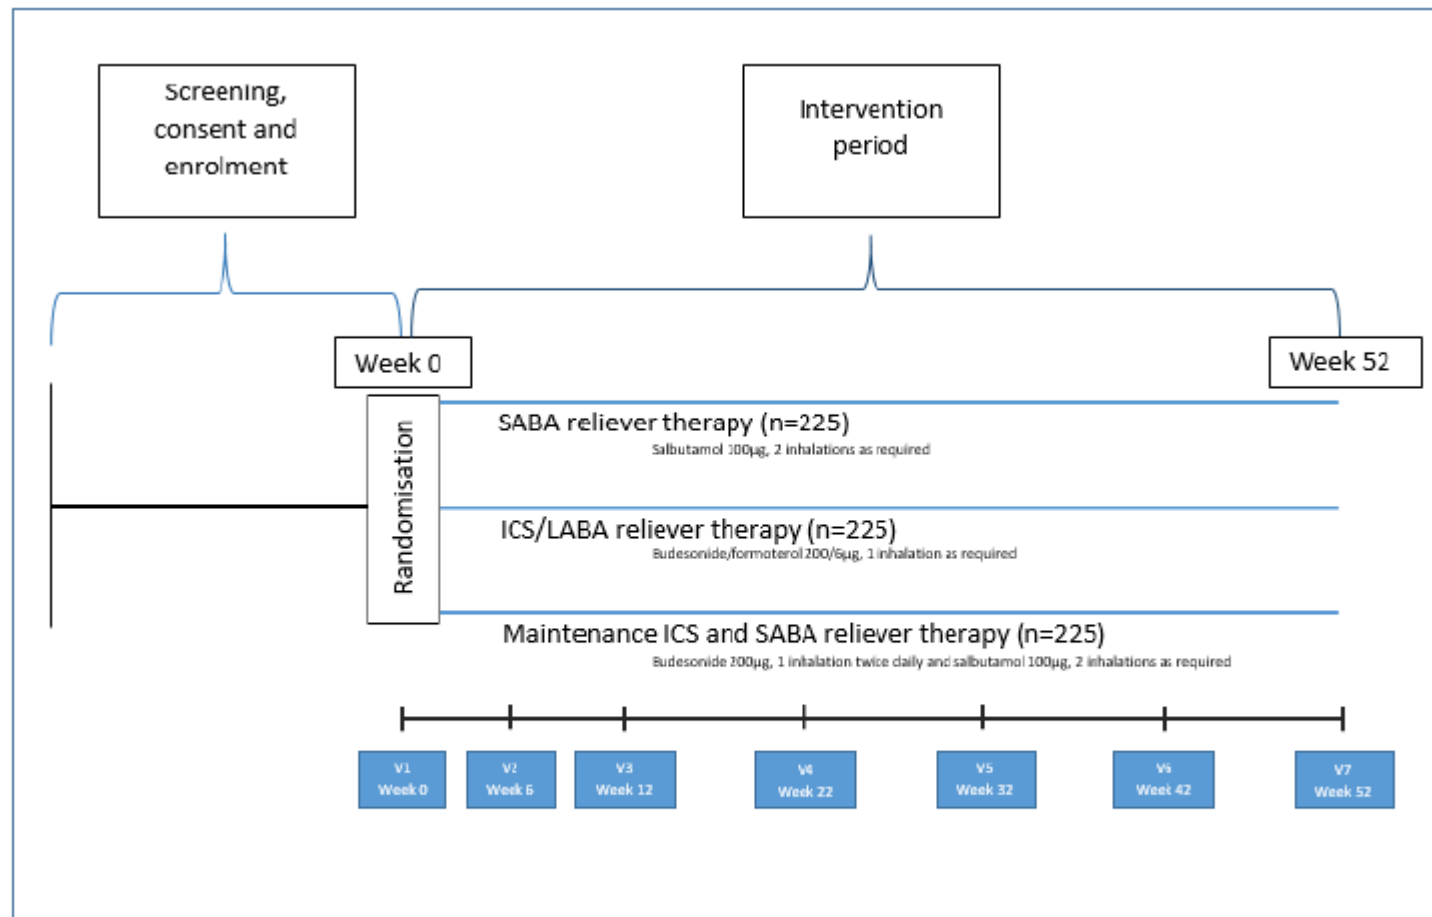 Screening,
consent and
enrolment
Intervention
period
Week 0
Week 52
Randomisation
SABA reliever therapy (n=225)
Salbutamol 100µg, 2 inhalations as required
ICS/LABA reliever therapy (n=225)
Budesonide/formoterol 200/6µg, 1 inhalation as required
Maintenance ICS and SABA reliever therapy (n=225)
Budesonide 200µg, 1 inhalation twice daily and salbutamol 100µg, 2 inhalations as required
V1
Week 0
V2
Week 6
V3
Week 12
V4
Week 22
V5
Week 32
V6
Week 42
V7
Week 52